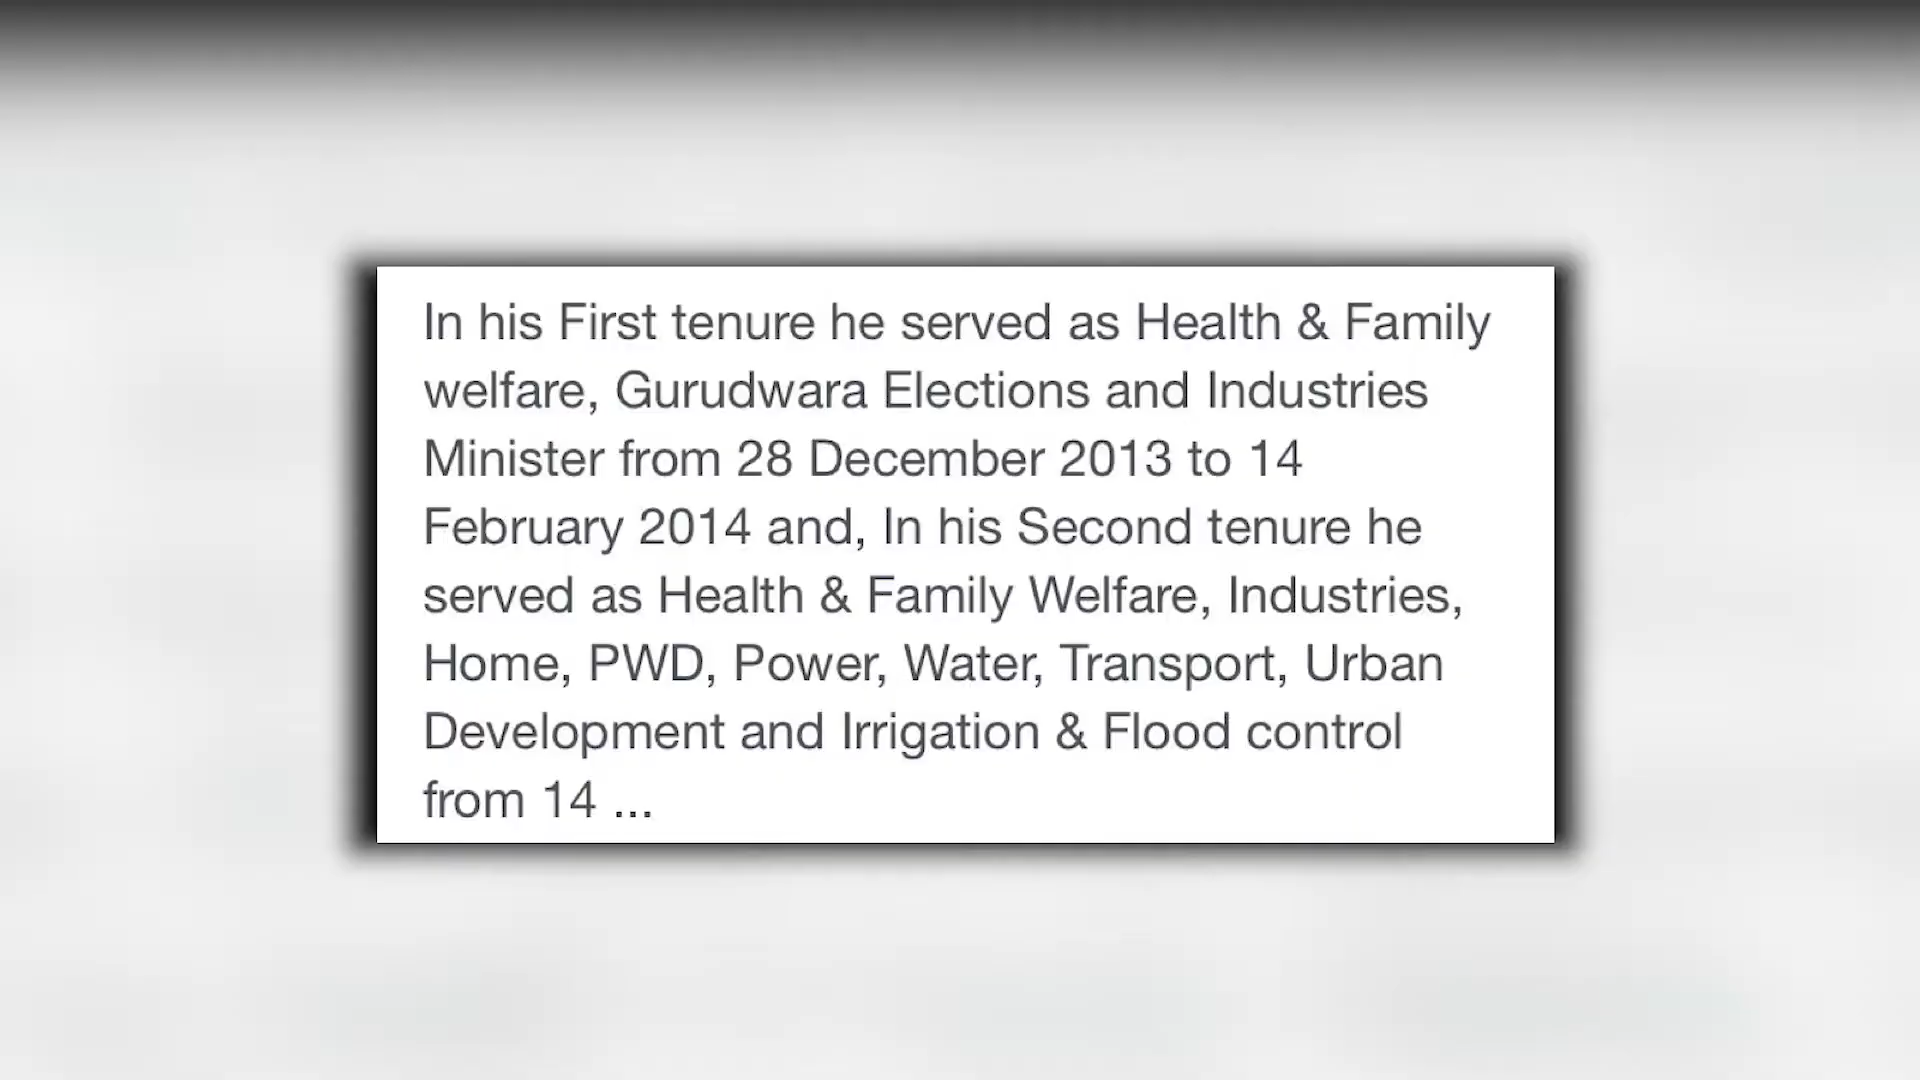 In his First tenure he served as Health & Family
welfare, Gurudwara Elections and Industries
Minister from 28 December 2013 to 14
February 2014 and, In his Second tenure he
served as Health & Family Welfare, Industries,
Home, PWD, Power, Water, Transport, Urban
Development and Irrigation & Flood control
from 14 ...